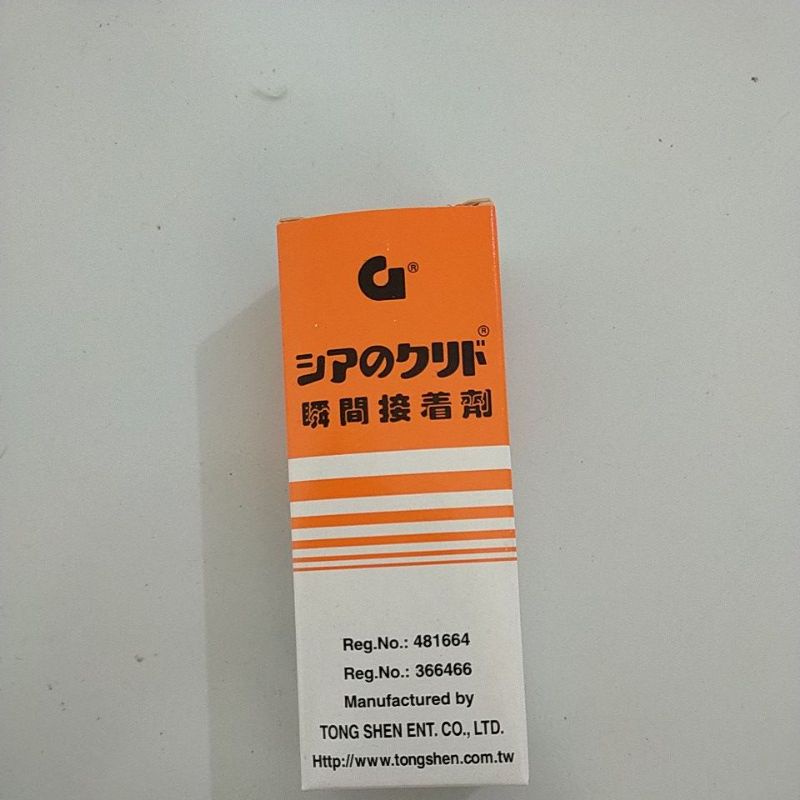 G®
シアのクリド®
瞬間接着剤
Reg.No.: 481664
Reg.No.: 366466
Manufactured by
TONG SHEN ENT. CO., LTD.
Http://www.tongshen.com.tw